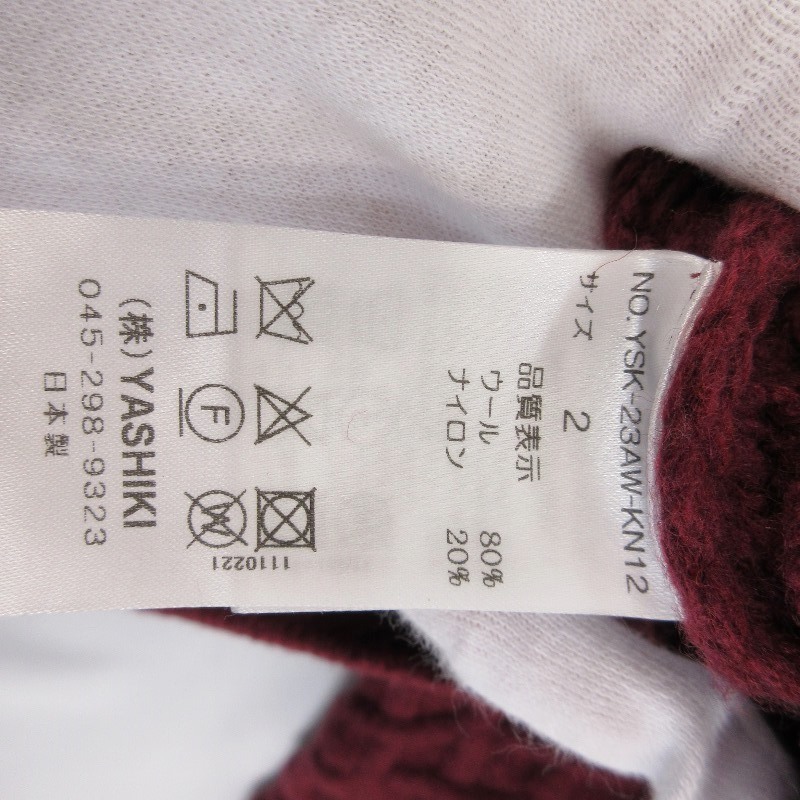 NO. YSK-23AW-KN12
サイズ 2
品質表示
ウール 80%
ナイロン 20%
1110221
F
W
(株)YASHIKI
045-298-9323
日本製